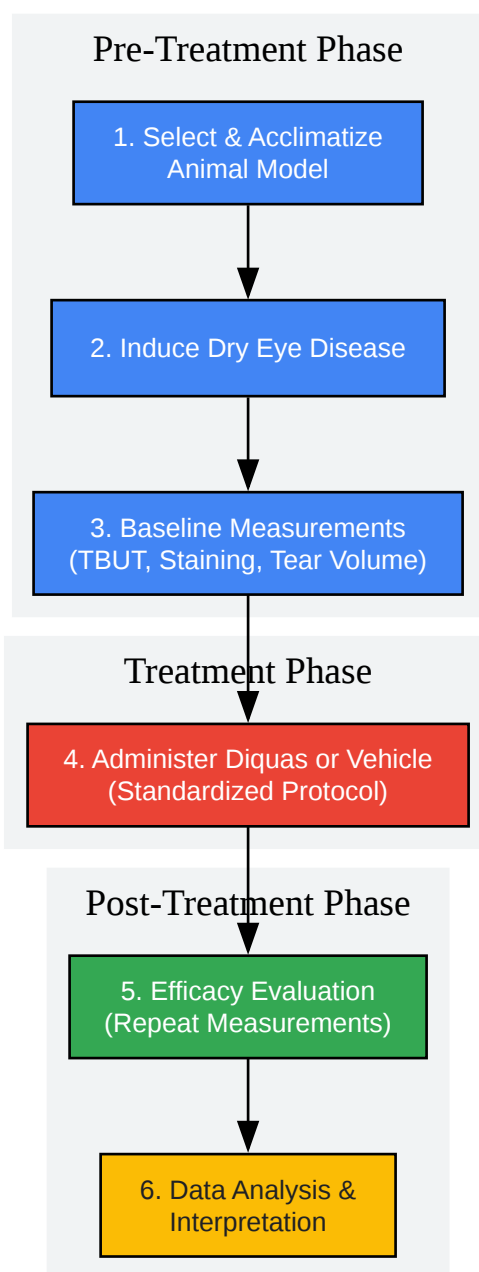 Pre-Treatment Phase
1. Select & Acclimatize
Animal Model
2. Induce Dry Eye Disease
3. Baseline Measurements
(TBUT, Staining, Tear Volume)
Treatment Phase
4. Administer Diquas or Vehicle
(Standardized Protocol)
Post-Treatment Phase
5. Efficacy Evaluation
(Repeat Measurements)
6. Data Analysis &
Interpretation